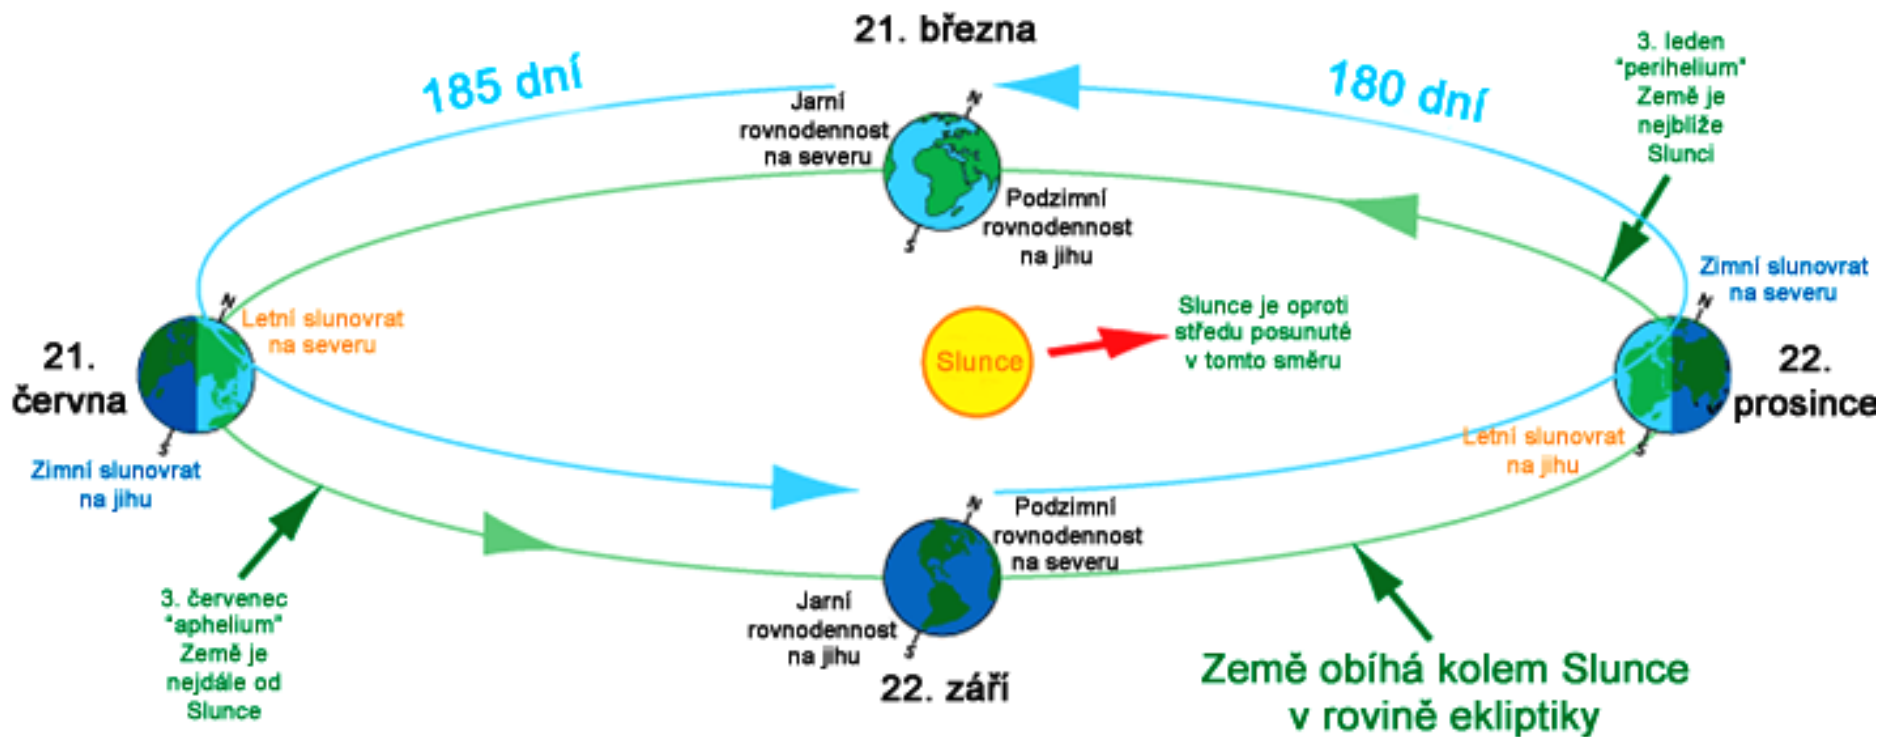 21. března
185 dní
180 dní
3. leden
"perihelium"
Země je
nejblíže
Slunci
Jarní
rovnodennost
na severu
N
S
Podzimní
rovnodennost
na jihu
Zimní slunovrat
na severu
N
Letní slunovrat
na severu
21.
června
S
Zimní slunovrat
na jihu
Slunce
Slunce je oproti
středu posunuté
v tomto směru
N
22.
prosince
S
Letní slunovrat
na jihu
3. červenec
"aphelium"
Země je
nejdále od
Slunce
N
Podzimní
rovnodennost
na severu
Jarní
rovnodennost
na jihu
S
22. září
Země obíhá kolem Slunce
v rovině ekliptiky